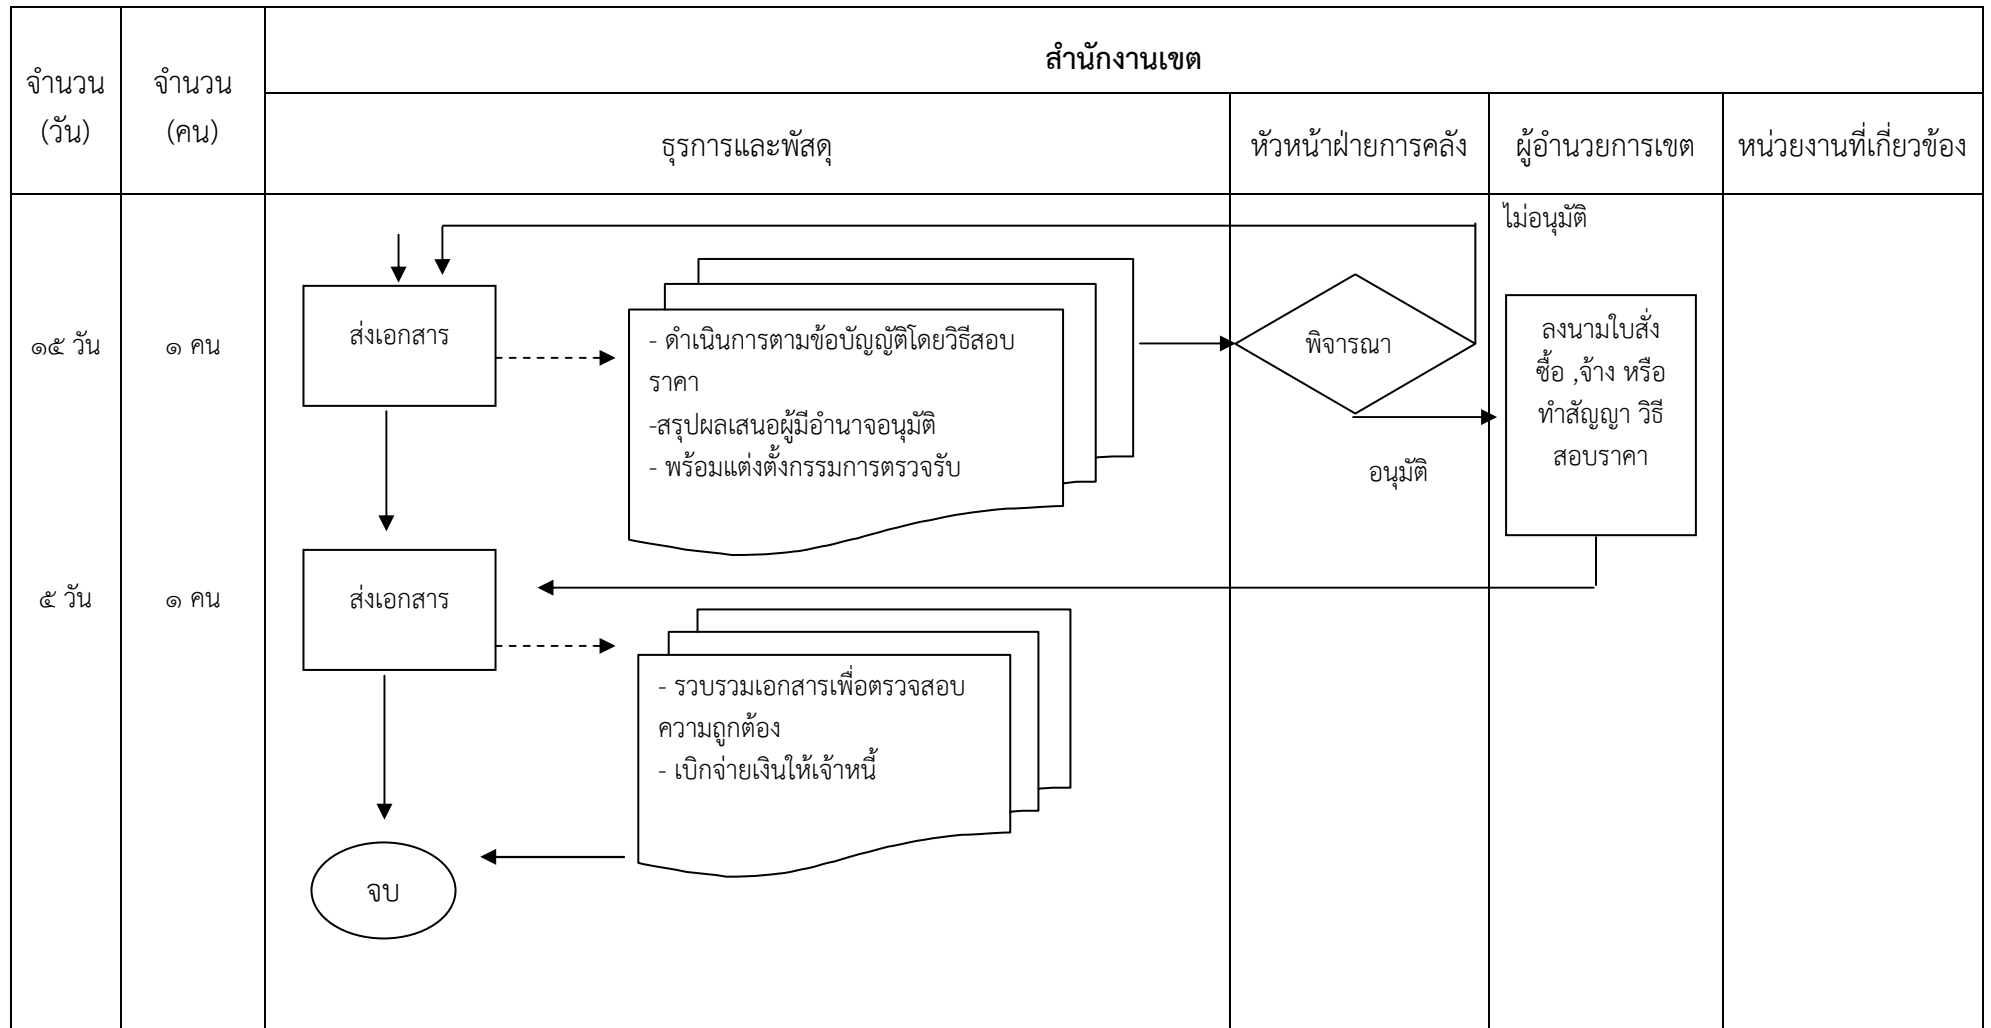 สำนักงานเขต
จำนวน
(วัน)
จำนวน
(คน)
ธุรการและพัสดุ
หัวหน้าฝ่ายการคลัง
ผู้อำนวยการเขต
หน่วยงานที่เกี่ยวข้อง
ไม่อนุมัติ
๑๕ วัน
๑ คน
ส่งเอกสาร
- ดำเนินการตามข้อบัญญัติโดยวิธีสอบ
ราคา
-สรุปผลเสนอผู้มีอำนาจอนุมัติ
- พร้อมแต่งตั้งกรรมการตรวจรับ
พิจารณา
อนุมัติ
ลงนามใบสั่ง
ซื้อ ,จ้าง หรือ
ทำสัญญา วิธี
สอบราคา
๕ วัน
๑ คน
ส่งเอกสาร
- รวบรวมเอกสารเพื่อตรวจสอบ
ความถูกต้อง
- เบิกจ่ายเงินให้เจ้าหนี้
จบ